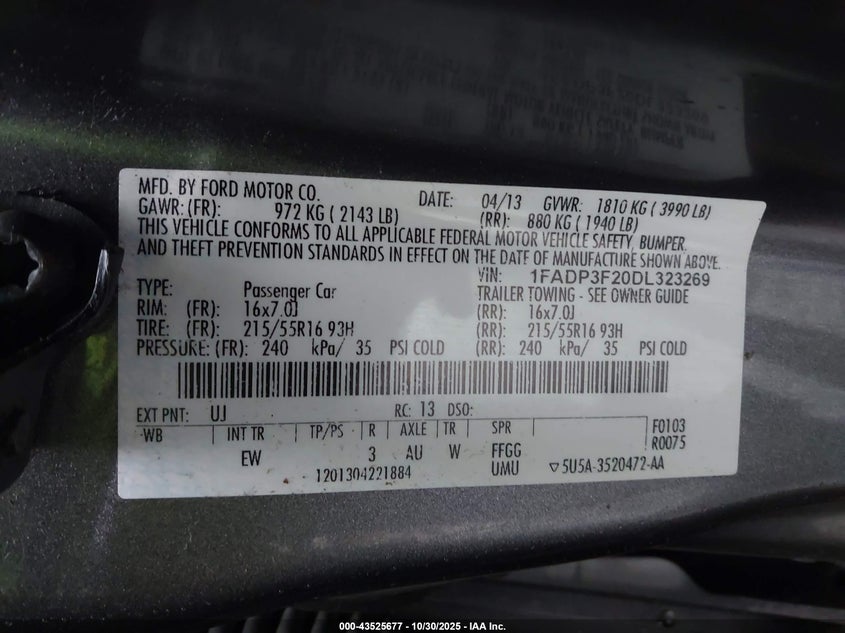 MFD. BY FORD MOTOR CO. DATE: 04/13 GVWR: 1810 KG ( 3990 LB)
GAWR: (FR): 972 KG ( 2143 LB) (RR): 880 KG ( 1940 LB)
THIS VEHICLE CONFORMS TO ALL APPLICABLE FEDERAL MOTOR VEHICLE SAFETY, BUMPER,
AND THEFT PREVENTION STANDARDS IN EFFECT ON THE DATE OF MANUFACTURE SHOWN ABOVE.
VIN: 1FADP3F20DL323269
TYPE: Passenger Car TRAILER TOWING - SEE OWNER GUIDE
RIM: (FR) 16x7.0J (RR): 16x7.0J
TIRE: (FR): 215/55R16 93H (RR): 215/55R16 93H
PRESSURE: (FR): 240 kPa/ 35 PSI COLD (RR): 240 kPa/ 35 PSI COLD
EXT PNT: UJ RC: 13 DSO: F0103
WB INT TR TP/PS R AXLE TR SPR R0075
EW 3 AU W FFGG
1201304221884 UMU ▽5U5A-3520472-AA
000-43525677 - 10/30/2025 - IAA Inc.